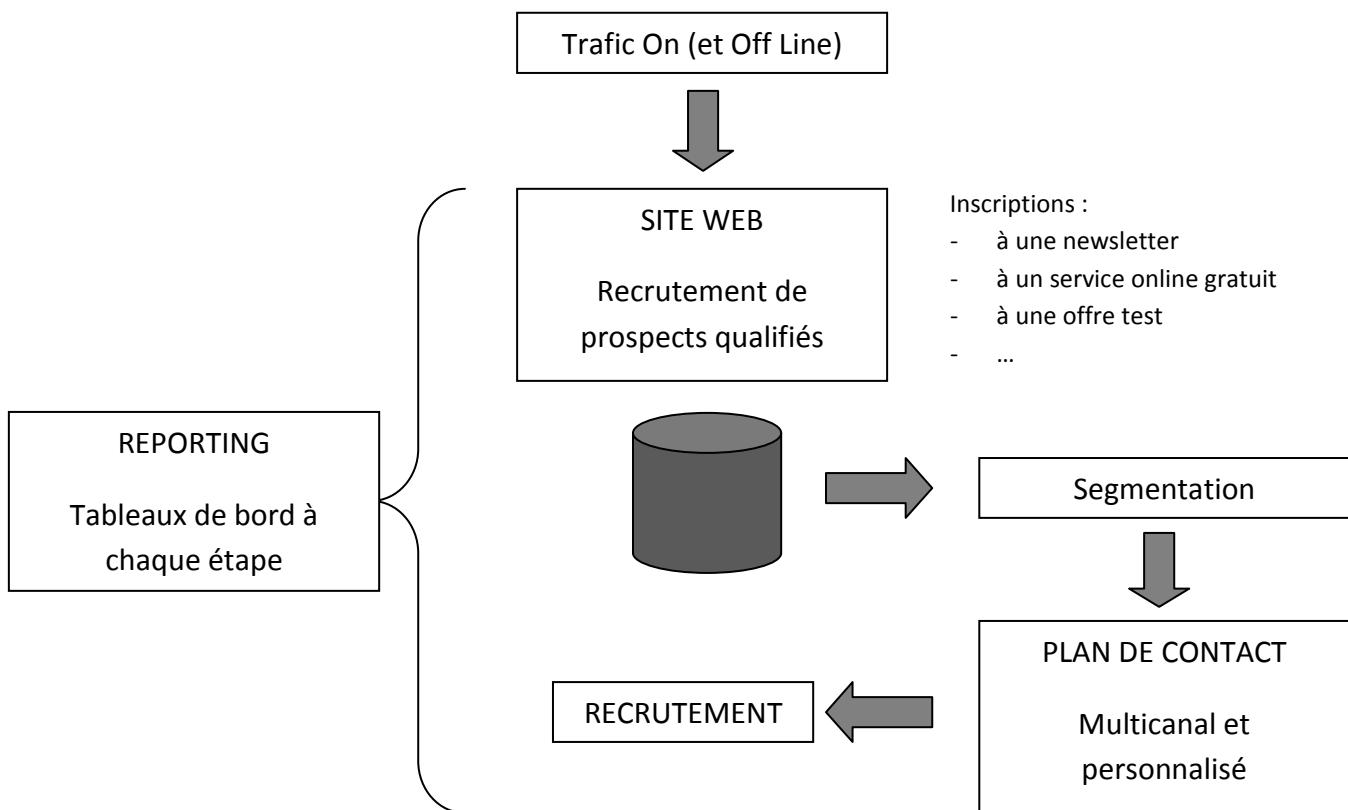 Trafic On (et Off Line)
SITE WEB
Recrutement de
prospects qualifiés
Inscriptions :
- à une newsletter
- à un service online gratuit
- à une offre test
- ...
REPORTING
Tableaux de bord à
chaque étape
Segmentation
PLAN DE CONTACT
Multicanal et
personnalisé
RECRUTEMENT